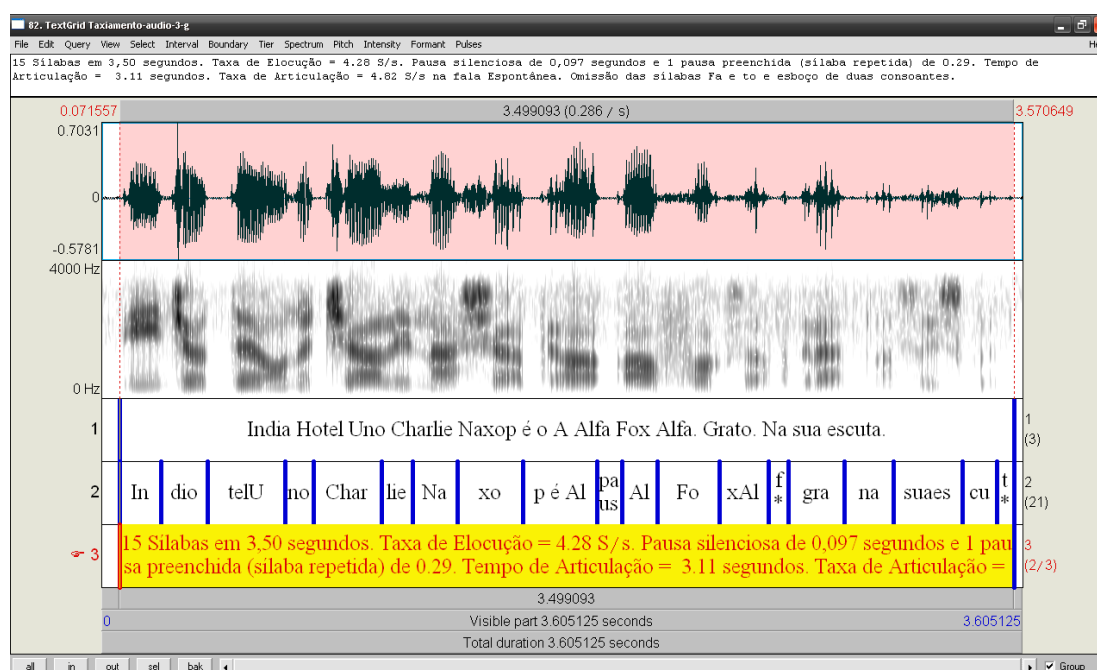 82. TextGrid Taxiamento-audio-3-g
File Edit Query View Select Interval Boundary Tier Spectrum Pitch Intensity Formant Pulses He
15 Sílabas em 3,50 segundos. Taxa de Elocução = 4.28 S/s. Pausa silenciosa de 0,097 segundos e 1 pausa preenchida (sílaba repetida) de 0.29. Tempo de
Articulação = 3.11 segundos. Taxa de Articulação = 4.82 S/s na fala Espontânea. Omissão das sílabas Fa e to e esboço de duas consoantes.
0.071557 3.499093 (0.286 / s) 3.570649
0.7031
0
-0.5781
4000 Hz
0 Hz
1 India Hotel Uno Charlie Naxop é o A Alfa Fox Alfa. Grato. Na sua escuta. 1
(3)
2 In dio telU no Char lie Na xo p é Al pa us Al Fo xAl f * gra na suaes cu t * 2
(21)
3 15 Sílabas em 3,50 segundos. Taxa de Elocução = 4.28 S/s. Pausa silenciosa de 0,097 segundos e 1 pau 3
sa preenchida (sílaba repetida) de 0.29. Tempo de Articulação = 3.11 segundos. Taxa de Articulação = (2/3)
3.499093
0 Visible part 3.605125 seconds 3.605125
Total duration 3.605125 seconds
all in out sel bak Group